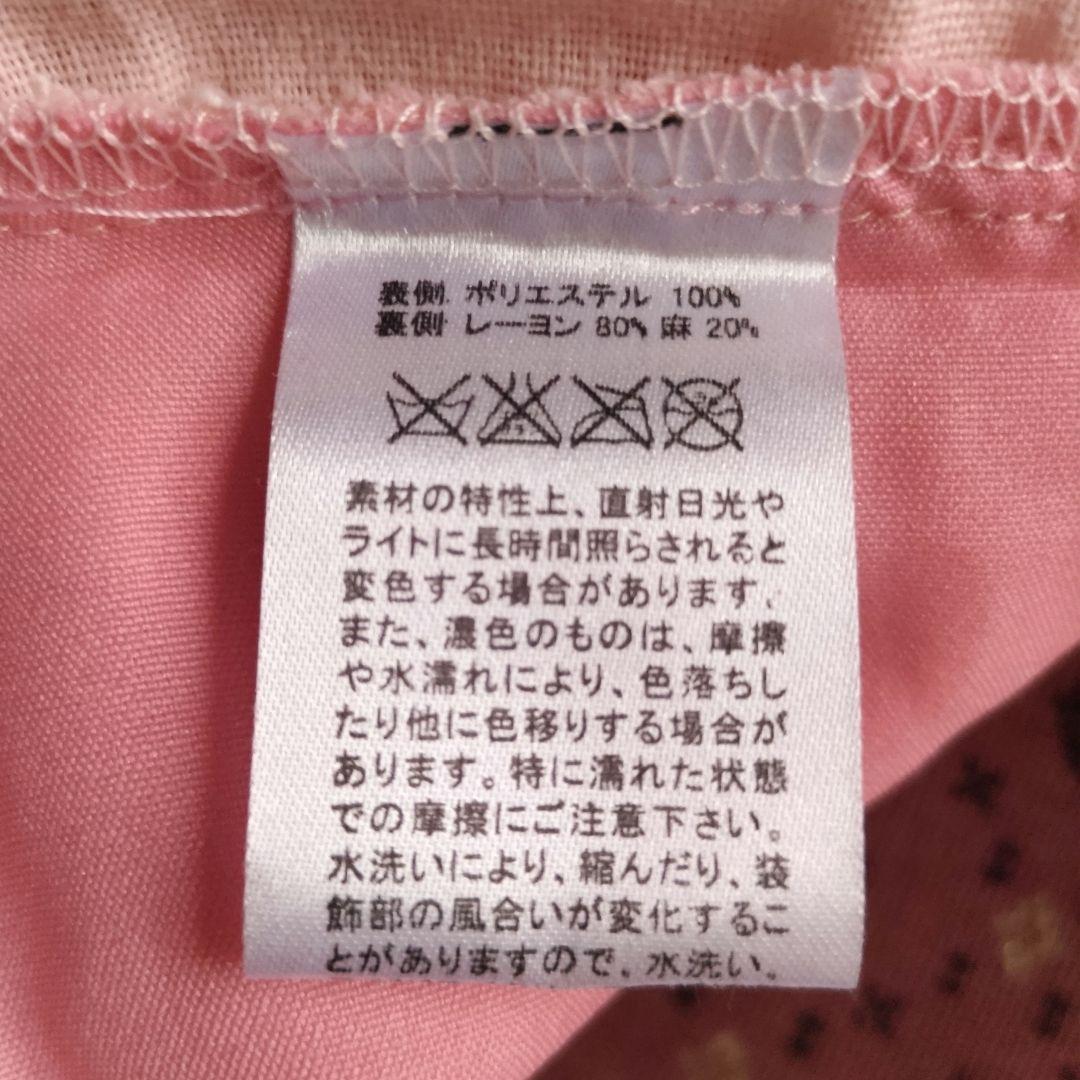 表側 ポリエステル 100%
裏側 レーヨン 80% 麻 20%
素材の特性上、直射日光や
ライトに長時間照らされると
変色する場合があります、
また、濃色のものは、摩擦
や水濡れにより、色落ちし
たり他に色移りする場合が
あります。特に濡れた状態
での摩擦にご注意下さい。
水洗いにより、縮んだり、装
飾部の風合いが変化するこ
とがありますので、水洗い。